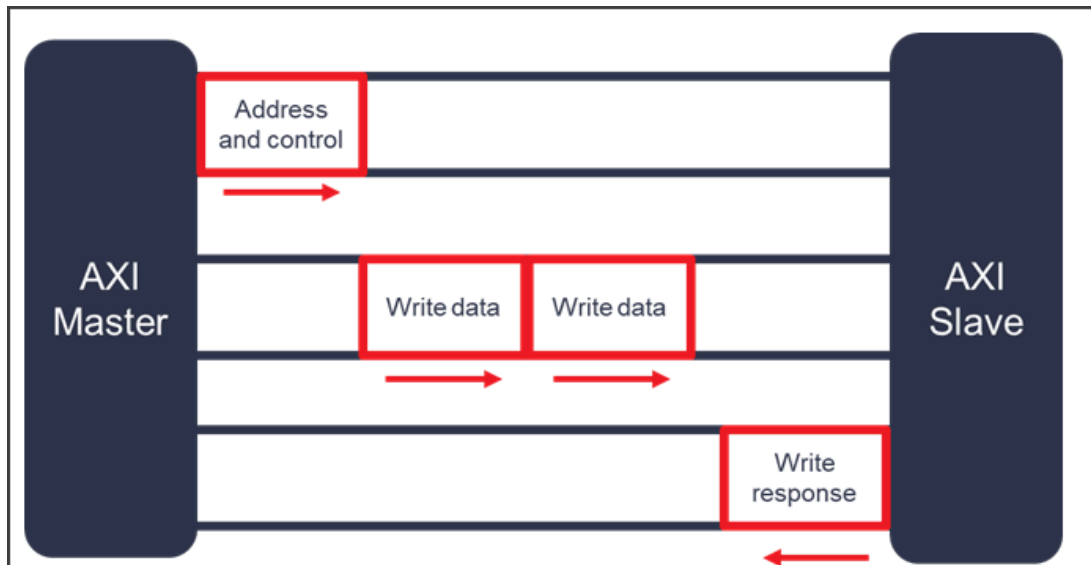 Address
and control
AXI
Master
Write data
Write data
AXI
Slave
Write
response